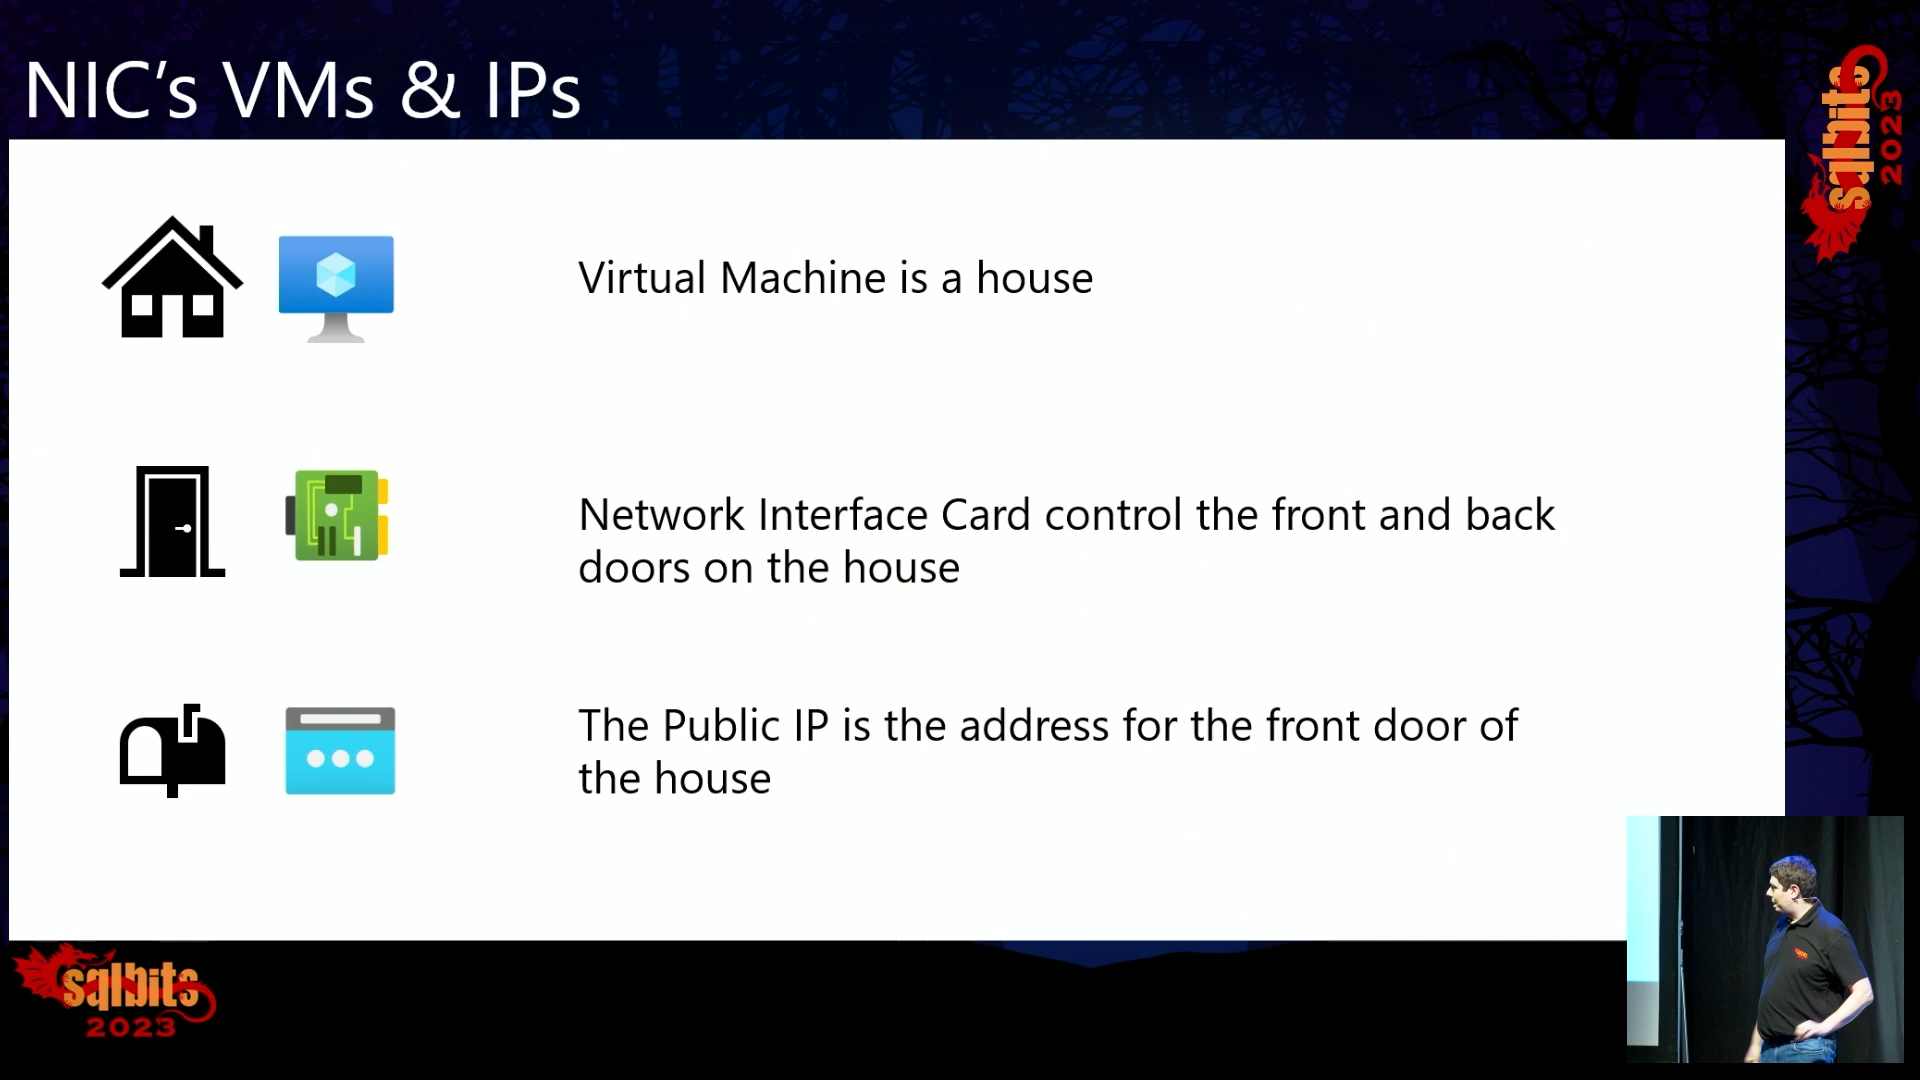 NIC’s VMs & IPs
sqlbits
2023
Virtual Machine is a house
Network Interface Card control the front and back
doors on the house
The Public IP is the address for the front door of
the house
sqlbits
2023